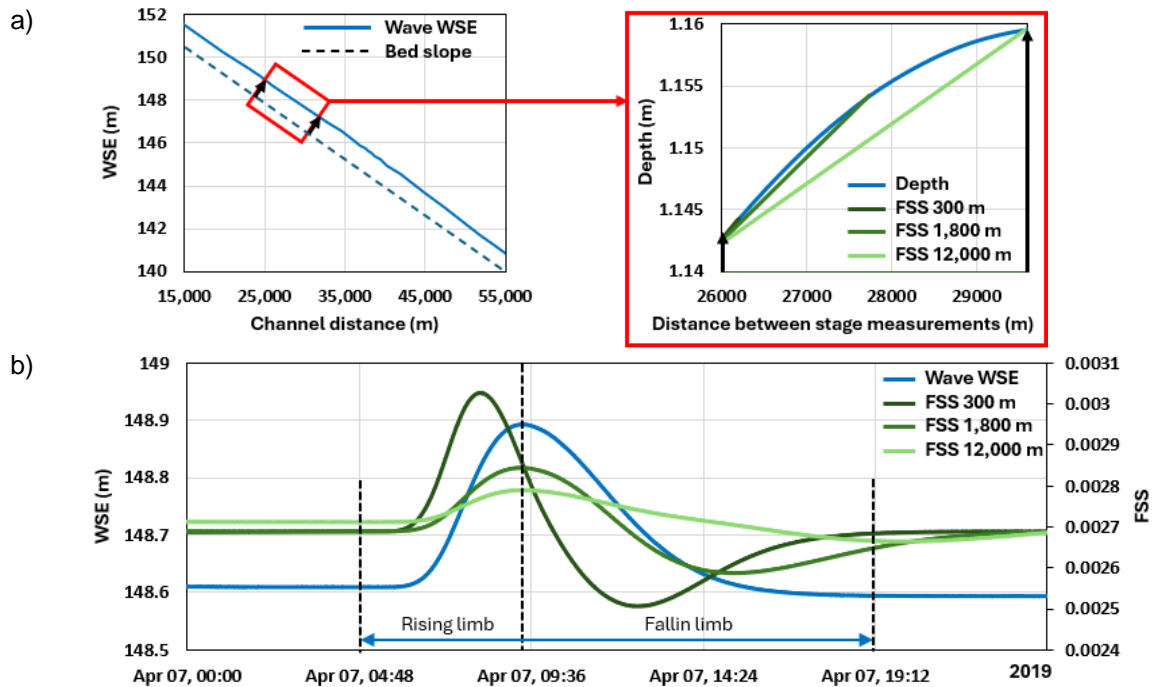 a)
152
150
148
146
144
142
140
WSE (m)
Wave WSE
Bed slope
15,000 25,000 35,000 45,000 55,000
Channel distance (m)
1.16
1.155
1.15
1.145
1.14
Depth (m)
Depth
FSS 300 m
FSS 1,800 m
FSS 12,000 m
26000 27000 28000 29000
Distance between stage measurements (m)
b)
149
148.9
148.8
148.7
148.6
148.5
WSE (m)
Wave WSE
FSS 300 m
FSS 1,800 m
FSS 12,000 m
0.0031
0.003
0.0029
0.0028
0.0027
0.0026
0.0025
0.0024
FSS
Rising limb Fallin limb
Apr 07, 00:00 Apr 07, 04:48 Apr 07, 09:36 Apr 07, 14:24 Apr 07, 19:12 2019